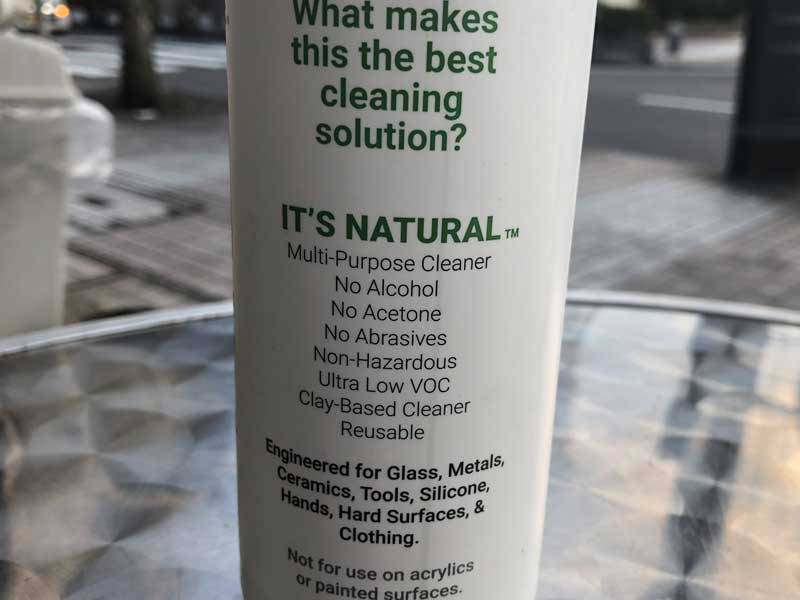 What makes
this the best
cleaning
solution?
IT'S NATURAL™
Multi-Purpose Cleaner
No Alcohol
No Acetone
No Abrasives
Non-Hazardous
Ultra Low VOC
Clay-Based Cleaner
Reusable
Engineered for Glass, Metals,
Ceramics, Tools, Silicone,
Hands, Hard Surfaces, &
Clothing.
Not for use on acrylics
or painted surfaces.